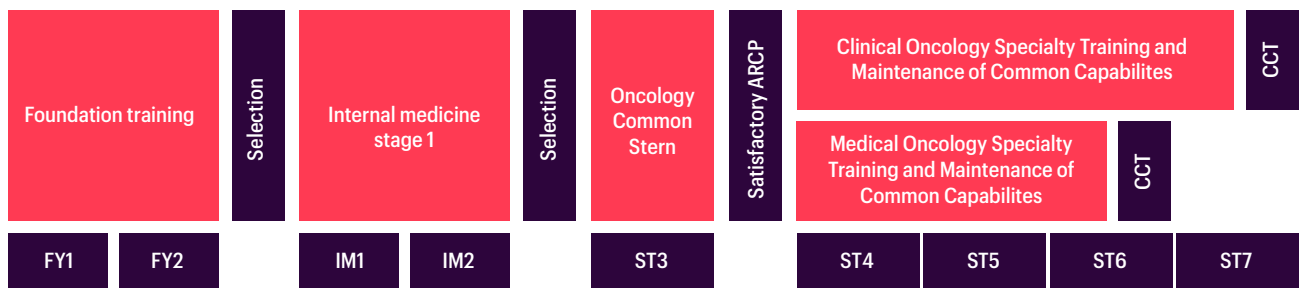 Foundation training
Selection
Internal medicine
stage 1
Selection
Oncology
Common
Stern
Satisfactory ARCP
Clinical Oncology Specialty Training and
Maintenance of Common Capabilites
CCT
Medical Oncology Specialty
Training and Maintenance of
Common Capabilites
CCT
FY1
FY2
IM1
IM2
ST3
ST4
ST5
ST6
ST7